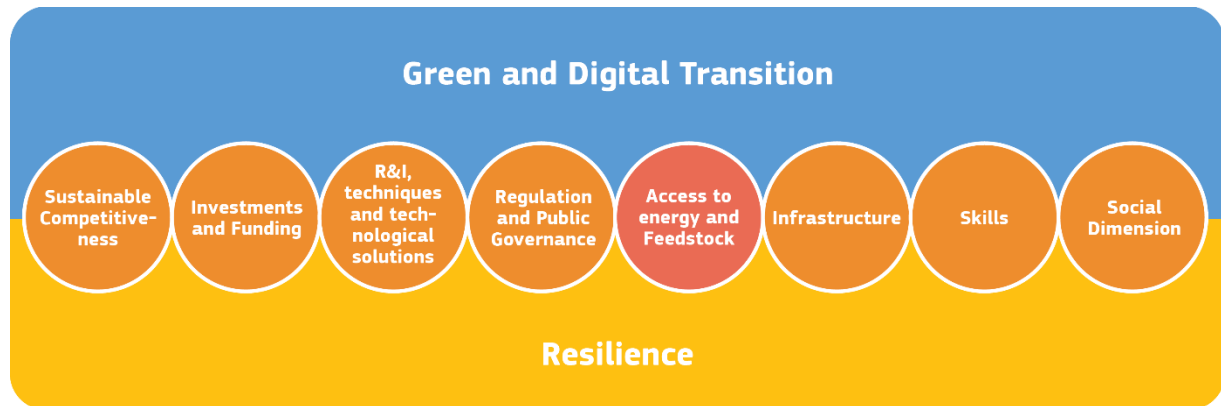 Green and Digital Transition
Sustainable
Competitive-
ness
Investments
and Funding
R&I,
techniques
and tech-
nological
solutions
Regulation
and Public
Governance
Access to
energy and
Feedstock
Infrastructure
Skills
Social
Dimension
Resilience